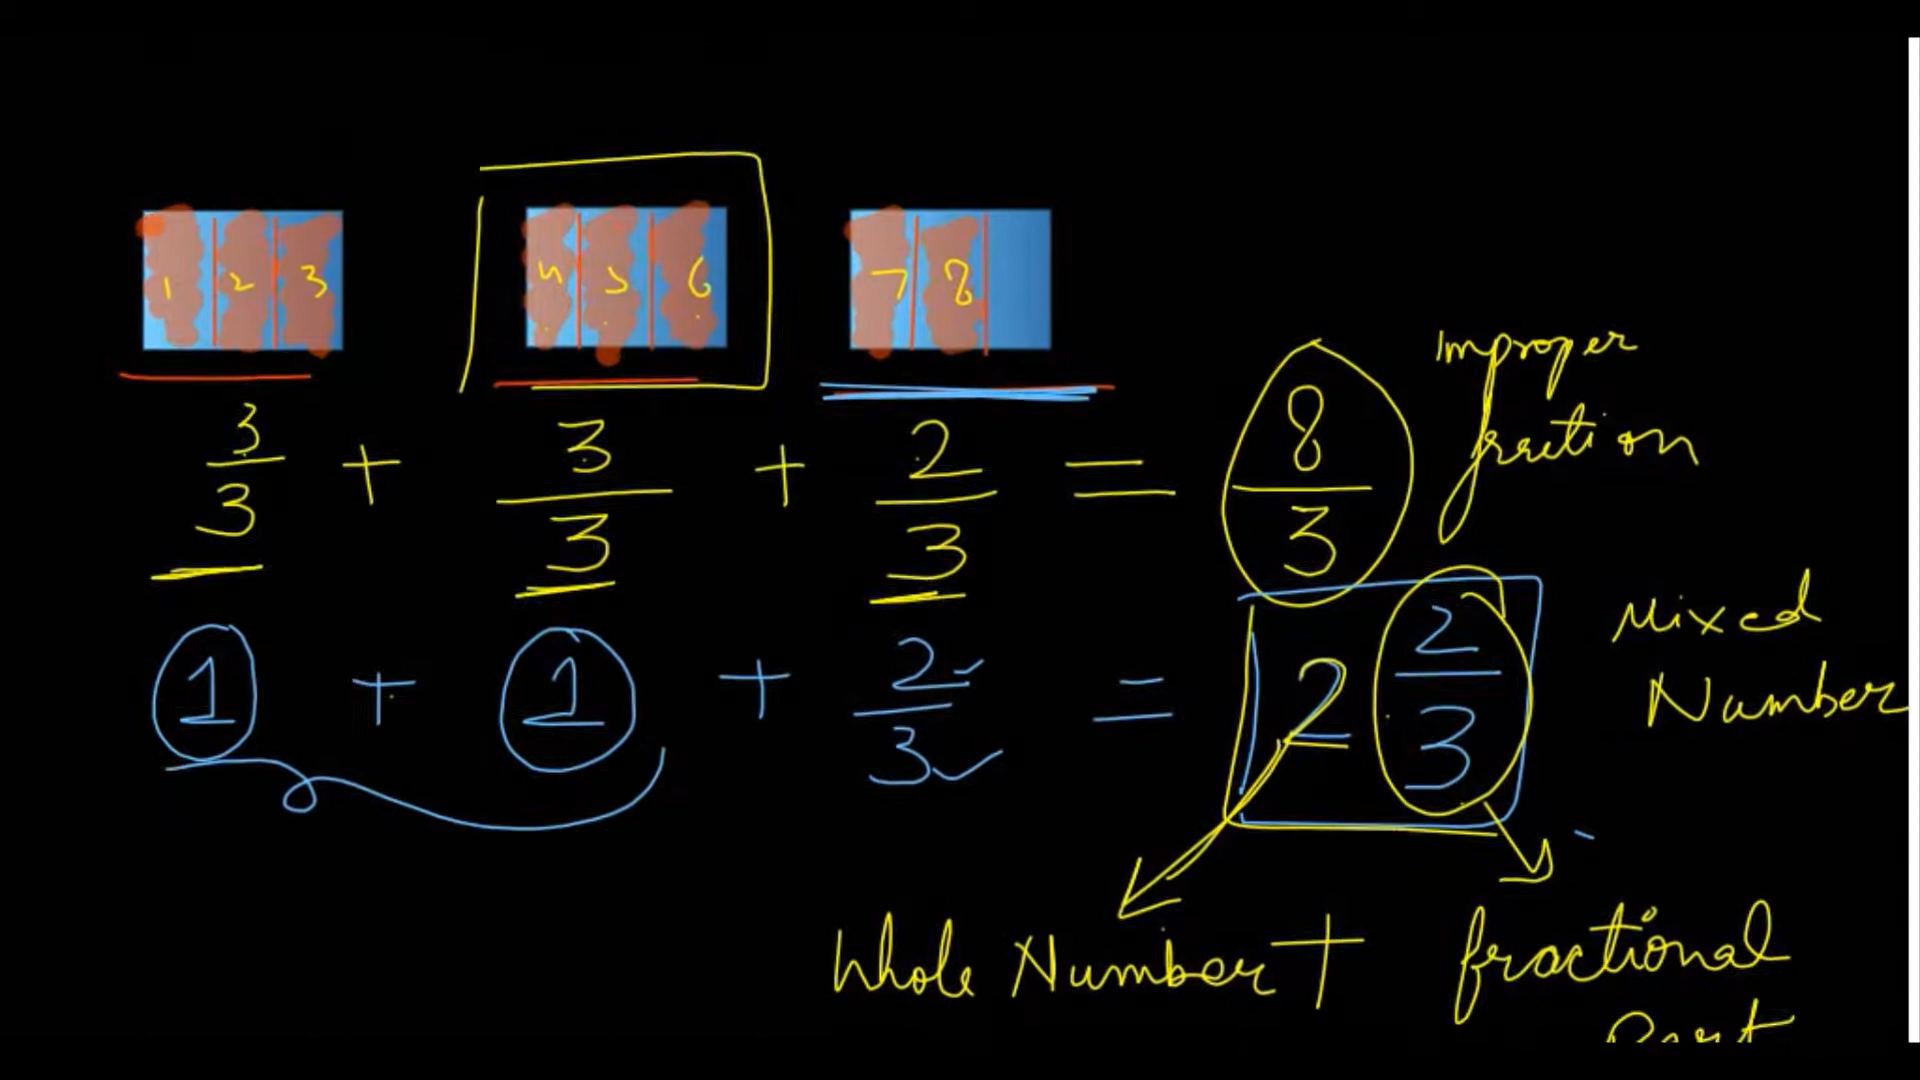 1 2 3 4 5 6 7 8
3/3 + 3/3 + 2/3 = 8/3
Improper
fraction
1 + 1 + 2/3 = 2 2/3
Mixed
Number
Whole Number + fractional
Part